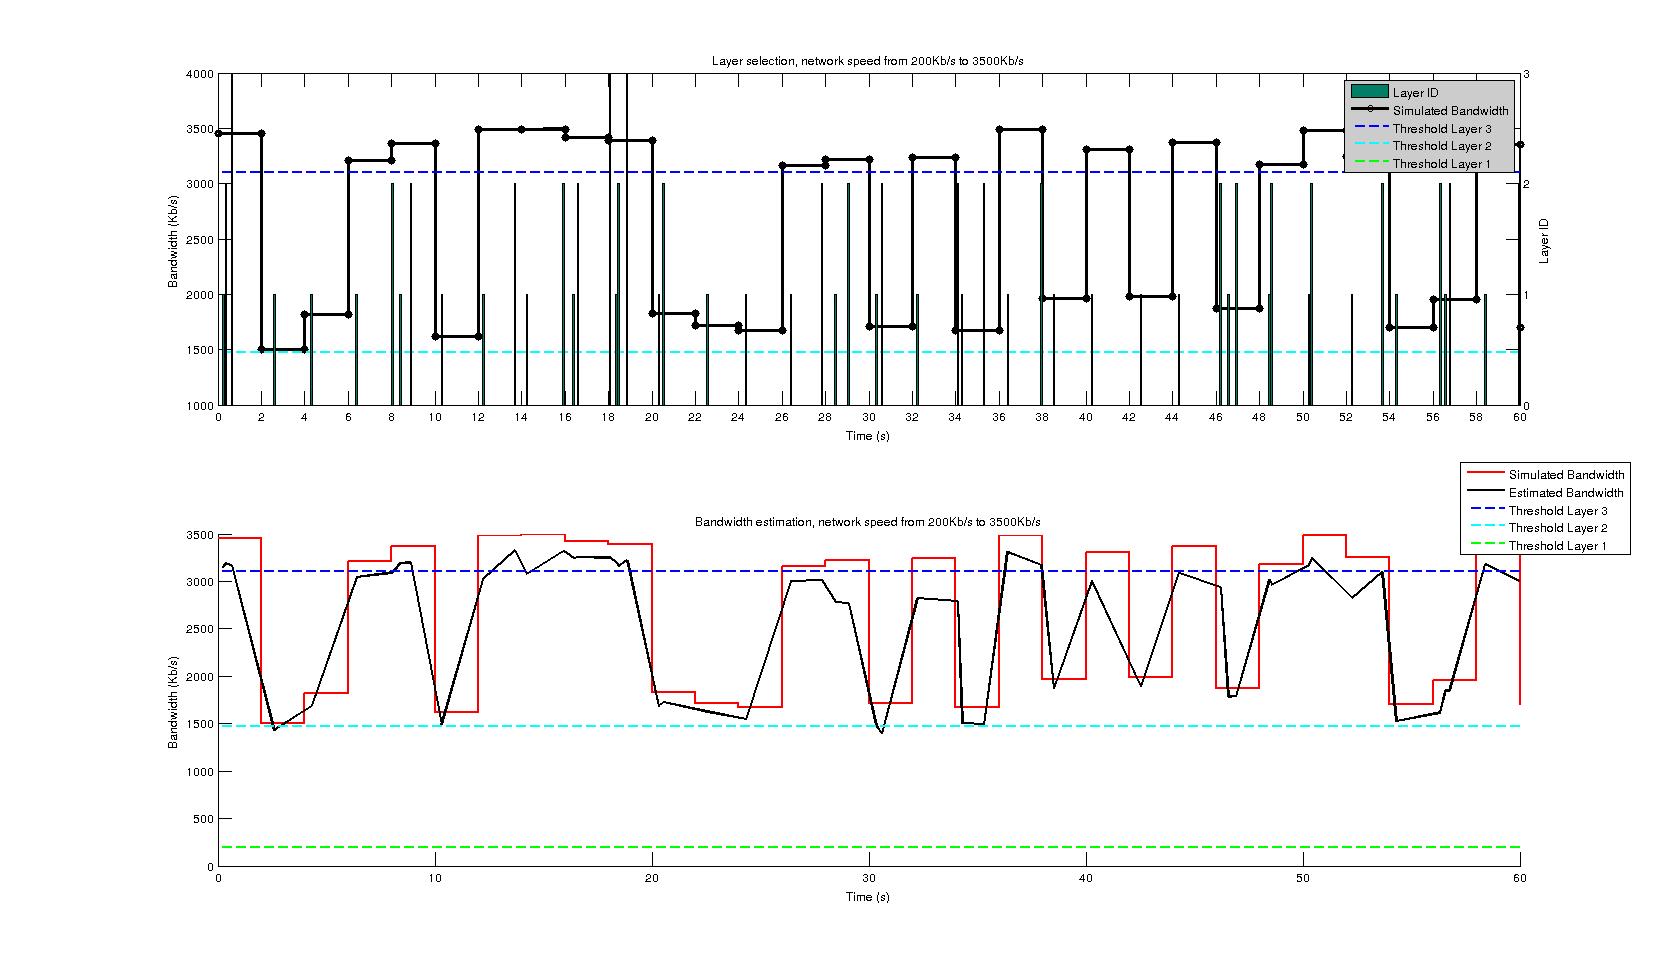 Layer selection, network speed from 200Kb/s to 3500Kb/s
4000
3500
3000
2500
2000
1500
1000
Bandwidth (Kb/s)
3
2
1
0
Layer ID
Layer ID
Simulated Bandwidth
Threshold Layer 3
Threshold Layer 2
Threshold Layer 1
0 2 4 6 8 10 12 14 16 18 20 22 24 26 28 30 32 34 36 38 40 42 44 46 48 50 52 54 56 58 60
Time (s)
Simulated Bandwidth
Estimated Bandwidth
Threshold Layer 3
Threshold Layer 2
Threshold Layer 1
Bandwidth estimation, network speed from 200Kb/s to 3500Kb/s
3500
3000
2500
2000
1500
1000
500
0
Bandwidth (Kb/s)
0 10 20 30 40 50 60
Time (s)